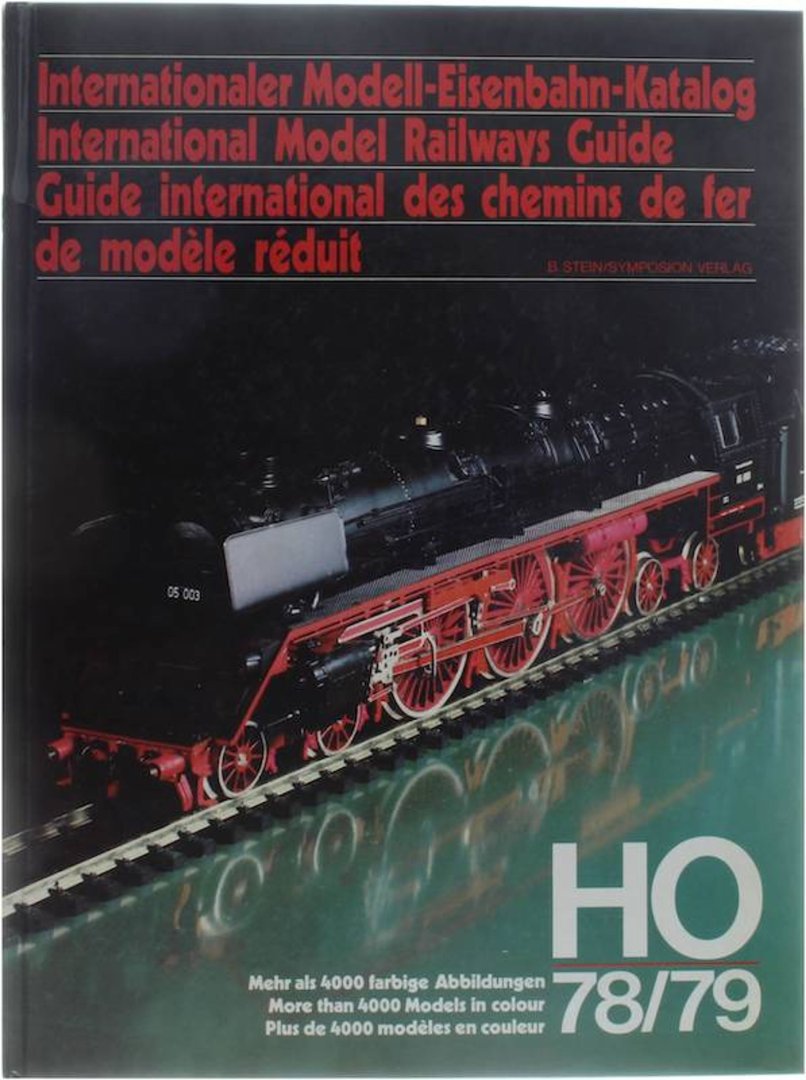 Internationaler Modell-Eisenbahn-Katalog
International Model Railways Guide
Guide international des chemins de fer
de modèle réduit
B. STEIN/SYMPOSION VERLAG
05 003
HO
78/79
Mehr als 4000 farbige Abbildungen
More than 4000 Models in colour
Plus de 4000 modèles en couleur